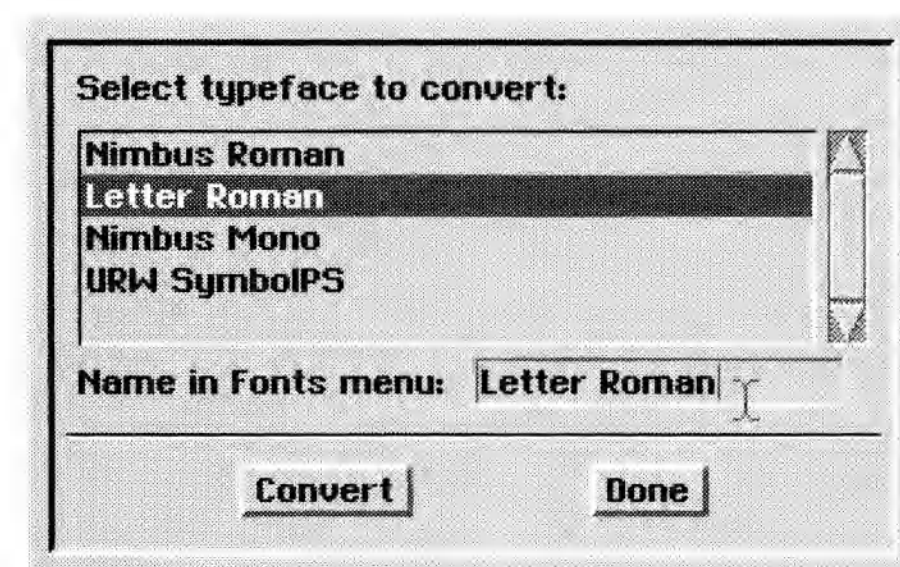 Select typeface to convert:
Nimbus Roman
Letter Roman
Nimbus Mono
URW SymbolPS
Name in Fonts menu: Letter Roman
Convert Done